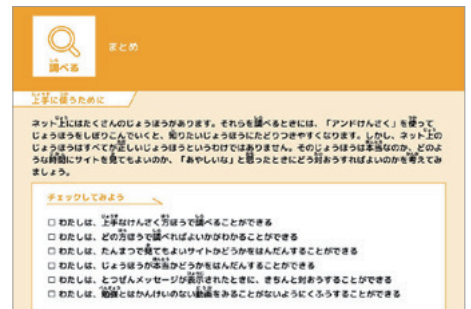 調べる
まとめ
上手に使うために
ネット上にはたくさんのじょうほうがあります。それらを調べるときには、「アンドけんさく」を使って
じょうほうをしぼりこんでいくと、知りたいじょうほうにたどりつきやすくなります。しかし、ネット上の
じょうほうはすべてが正しいじょうほうというわけではありません。そのじょうほうは本当なのか、どのよ
うな時間にサイトを見てもよいのか、「あやしいな」と思ったときにどう対おうすればよいのかを考えてみ
ましょう。
チェックしてみよう
□ わたしは、上手なけんさく方ほうで調べることができる
□ わたしは、どの方ほうで調べればよいかがわかることができる
□ わたしは、たんまつで見てもよいサイトかどうかをはんだんすることができる
□ わたしは、じょうほうが本当かどうかをはんだんすることができる
□ わたしは、とつぜんメッセージが表示されたときに、きちんと対おうすることができる
□ わたしは、勉強とはかんけいのない動画をみることがないようにくふうすることができる